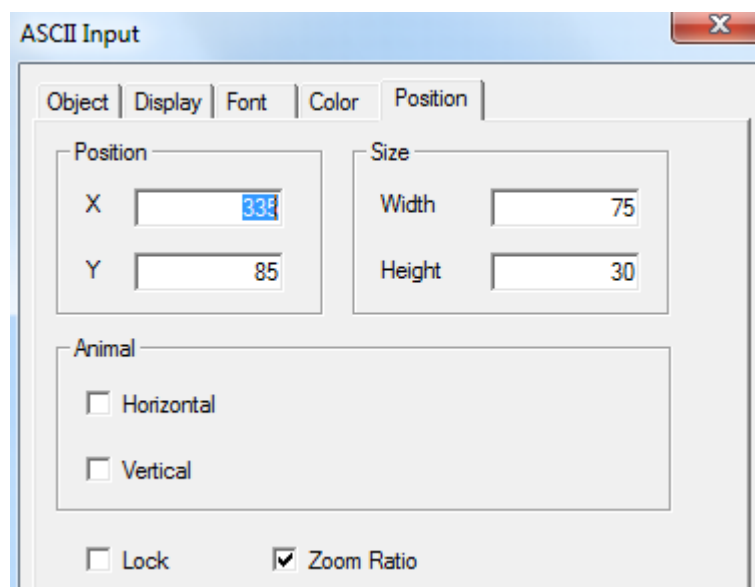 ASCII Input
Object Display Font Color Position
Position Size
X 335 Width 75
Y 85 Height 30
Animal
Horizontal
Vertical
Lock Zoom Ratio